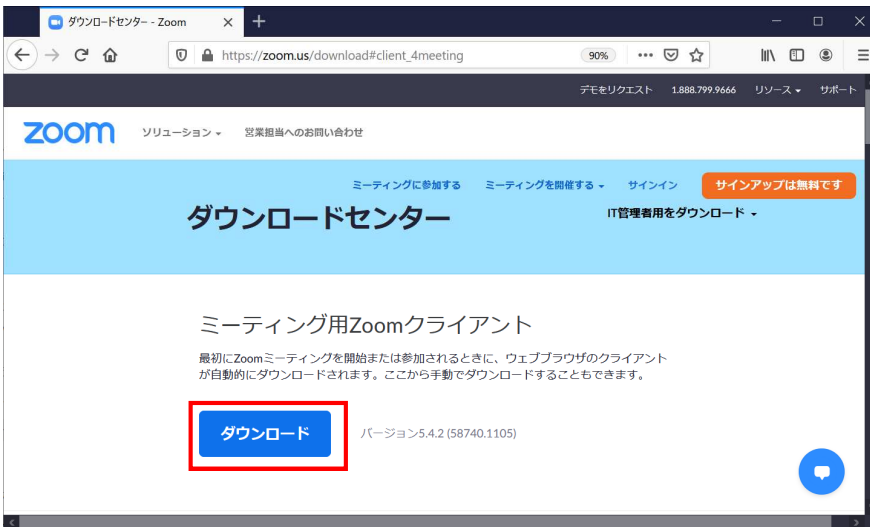 ダウンロードセンター - Zoom
https://zoom.us/download#client_4meeting
90%
デモをリクエスト 1.888.799.9666 リソース サポート
zoom ソリューション 営業担当へのお問い合わせ
ミーティングに参加する ミーティングを開催する サインイン サインアップは無料です
ダウンロードセンター
IT管理者用をダウンロード
ミーティング用Zoomクライアント
最初にZoomミーティングを開始または参加されるときに、ウェブブラウザのクライアント
が自動的にダウンロードされます。ここから手動でダウンロードすることもできます。
ダウンロード バージョン5.4.2 (58740.1105)